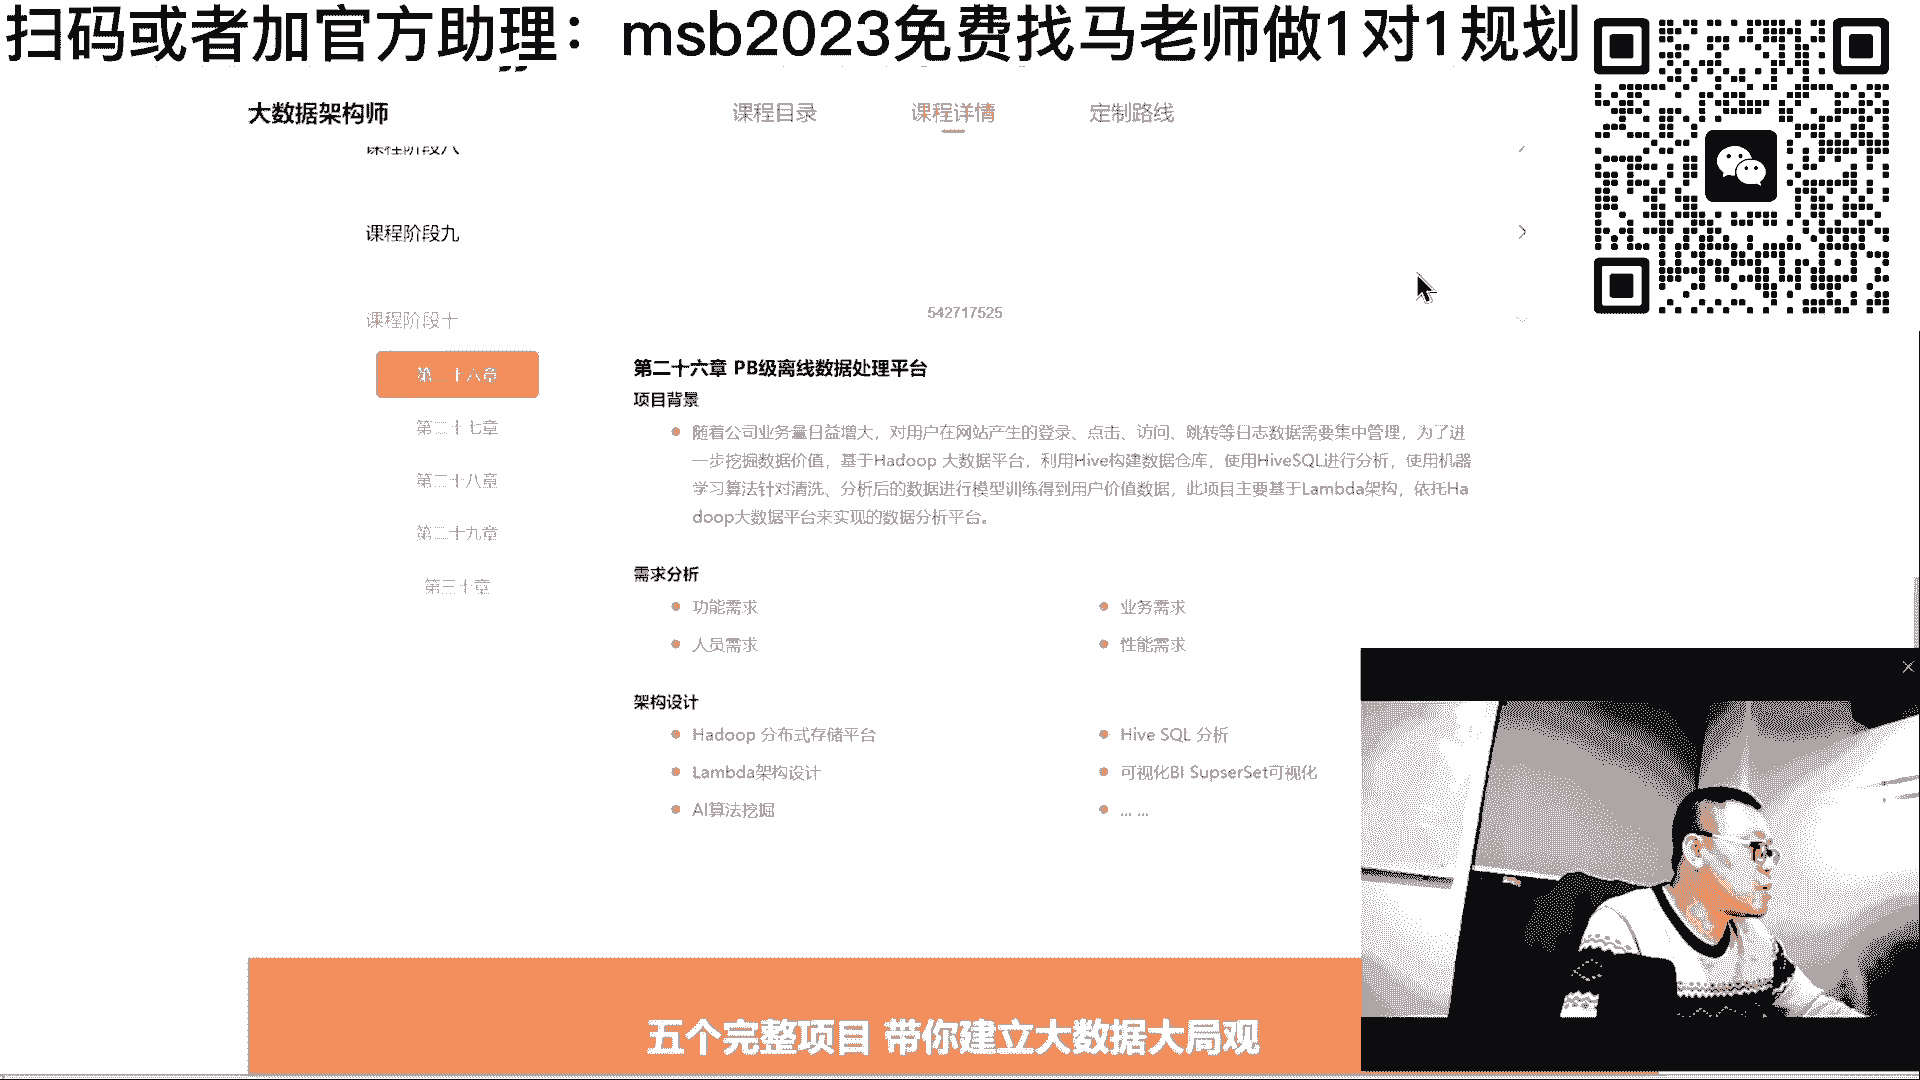 扫码或者加官方助理：msb2023免费找马老师做1对1规划
大数据架构师
课程目录
课程详情
定制路线
课程阶段八
课程阶段九
542717525
课程阶段十
第二十六章
第二十七章
第二十八章
第二十九章
第三十章
第二十六章 PB级离线数据处理平台
项目背景
随着公司业务量日益增大，对用户在网站产生的登录、点击、访问、跳转等日志数据需要集中管理，为了进
一步挖掘数据价值，基于Hadoop 大数据平台，利用Hive构建数据仓库，使用HiveSQL进行分析，使用机器
学习算法针对清洗、分析后的数据进行模型训练得到用户价值数据，此项目主要基于Lambda架构，依托Ha
doop大数据平台来实现的数据分析平台。
需求分析
功能需求
业务需求
人员需求
性能需求
架构设计
Hadoop 分布式存储平台
Hive SQL 分析
Lambda架构设计
可视化BI SupserSet可视化
AI算法挖掘
... ...
五个完整项目 带你建立大数据大局观